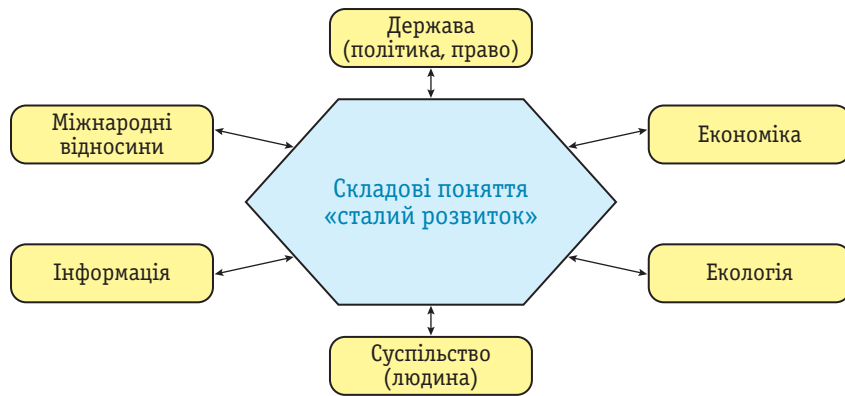 Держава
(політика, право)
Міжнародні
відносини
Економіка
Складові поняття
«сталий розвиток»
Інформація
Екологія
Суспільство
(людина)